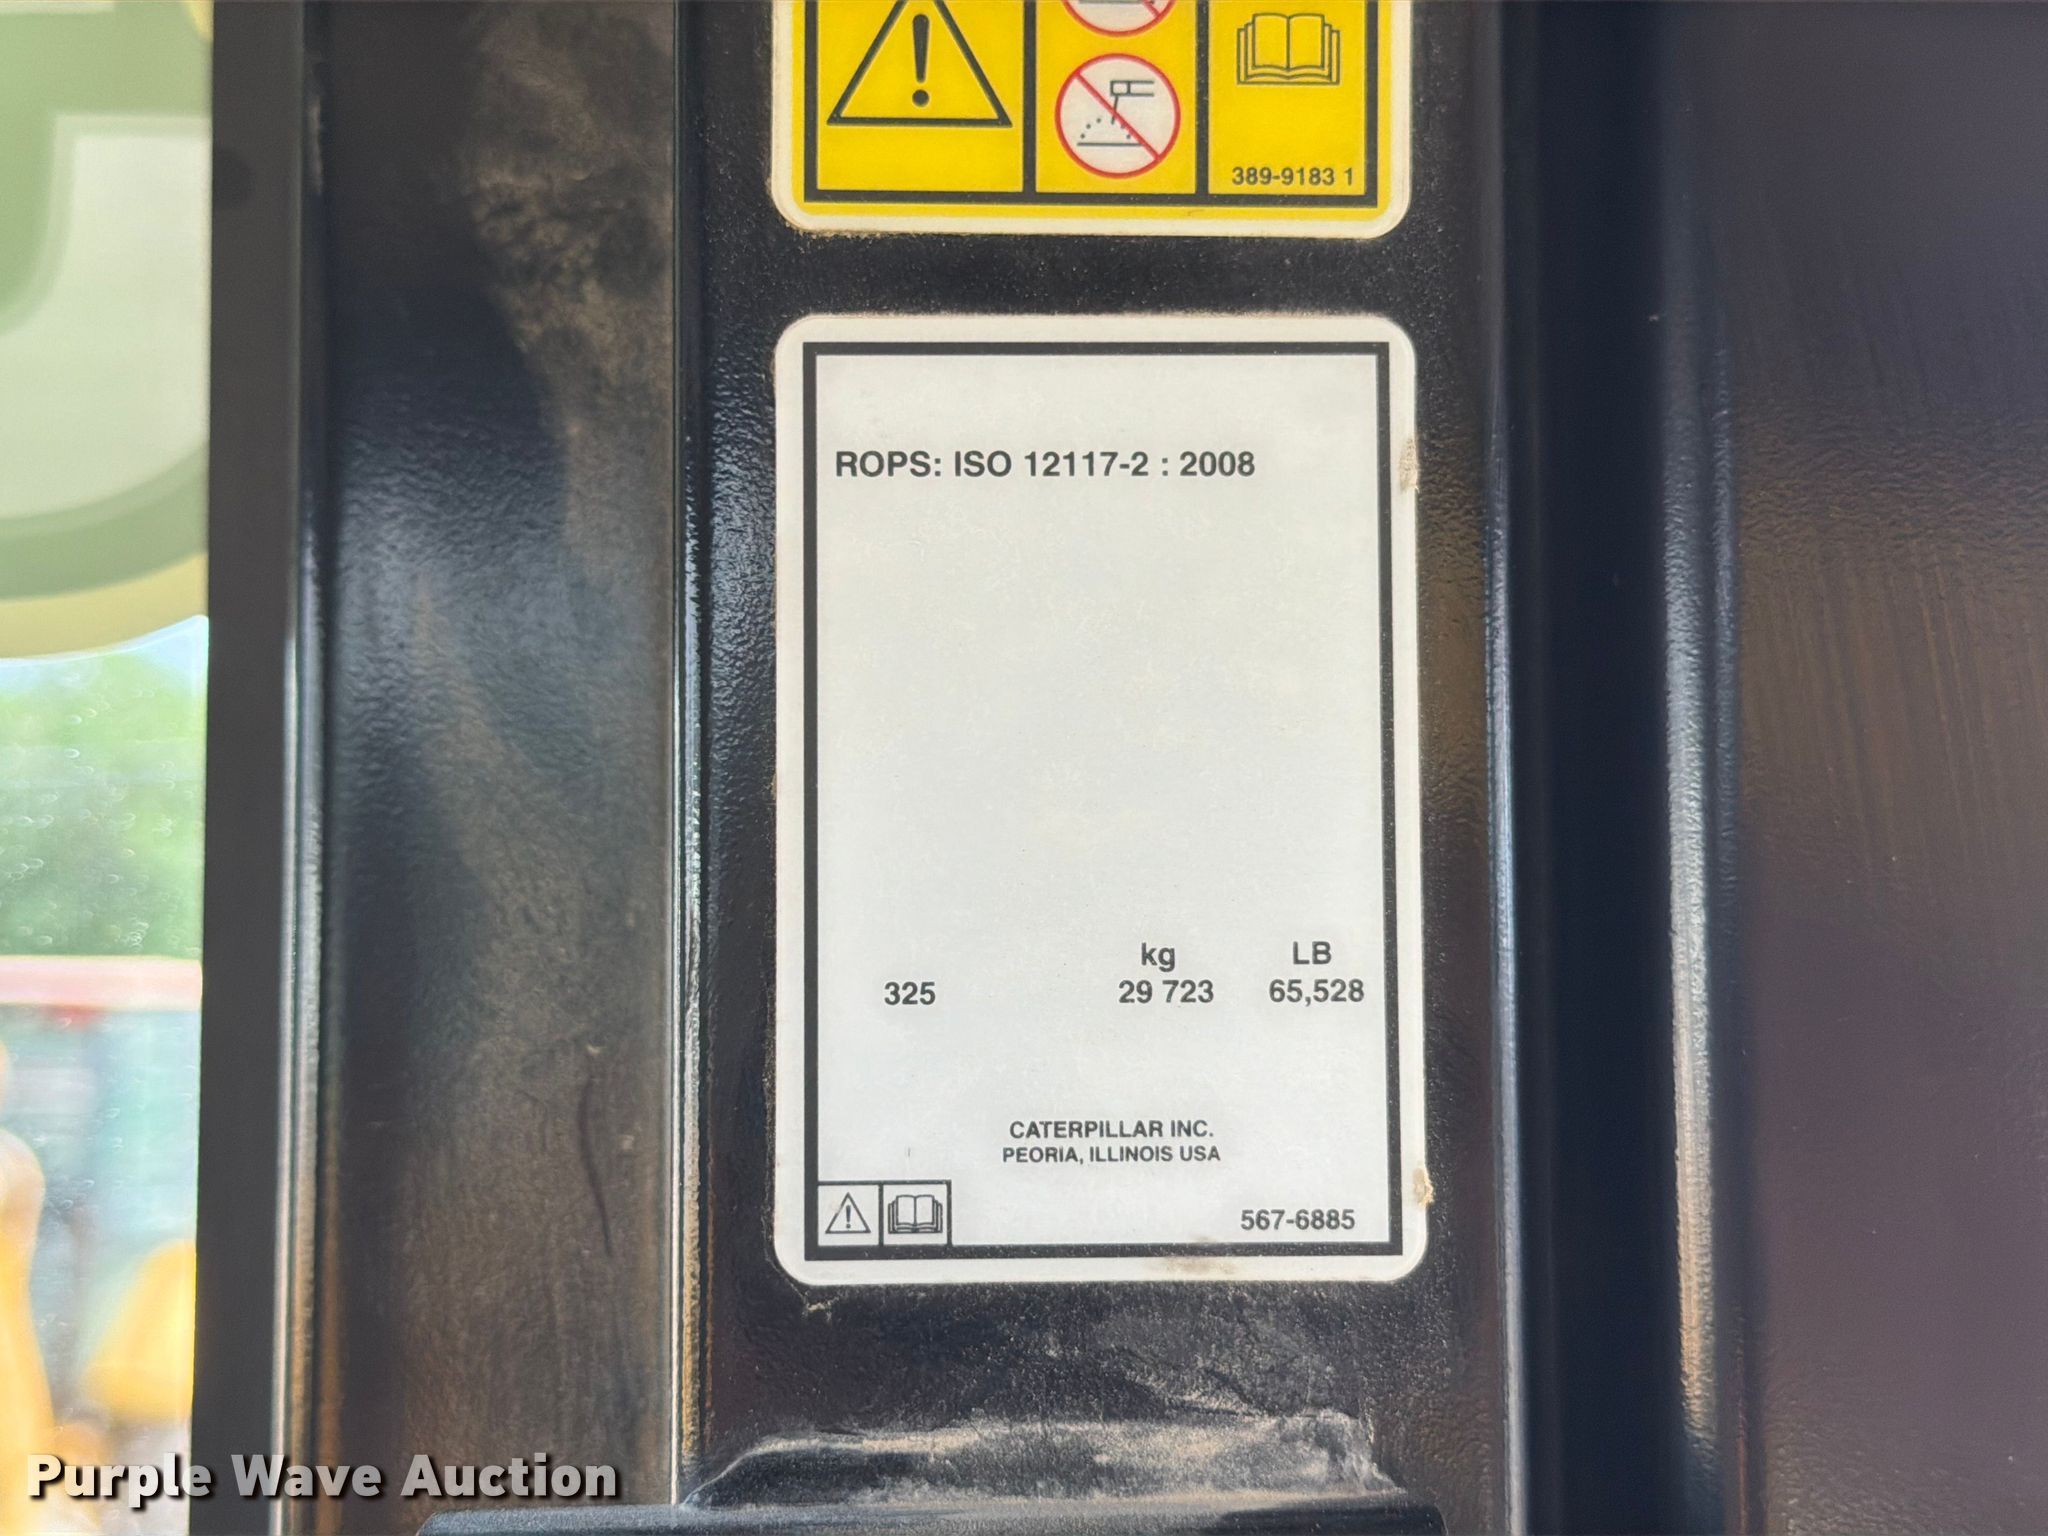 389-9183 1
ROPS: ISO 12117-2 : 2008
kg LB
325 29 723 65,528
CATERPILLAR INC.
PEORIA, ILLINOIS USA
567-6885
Purple Wave Auction